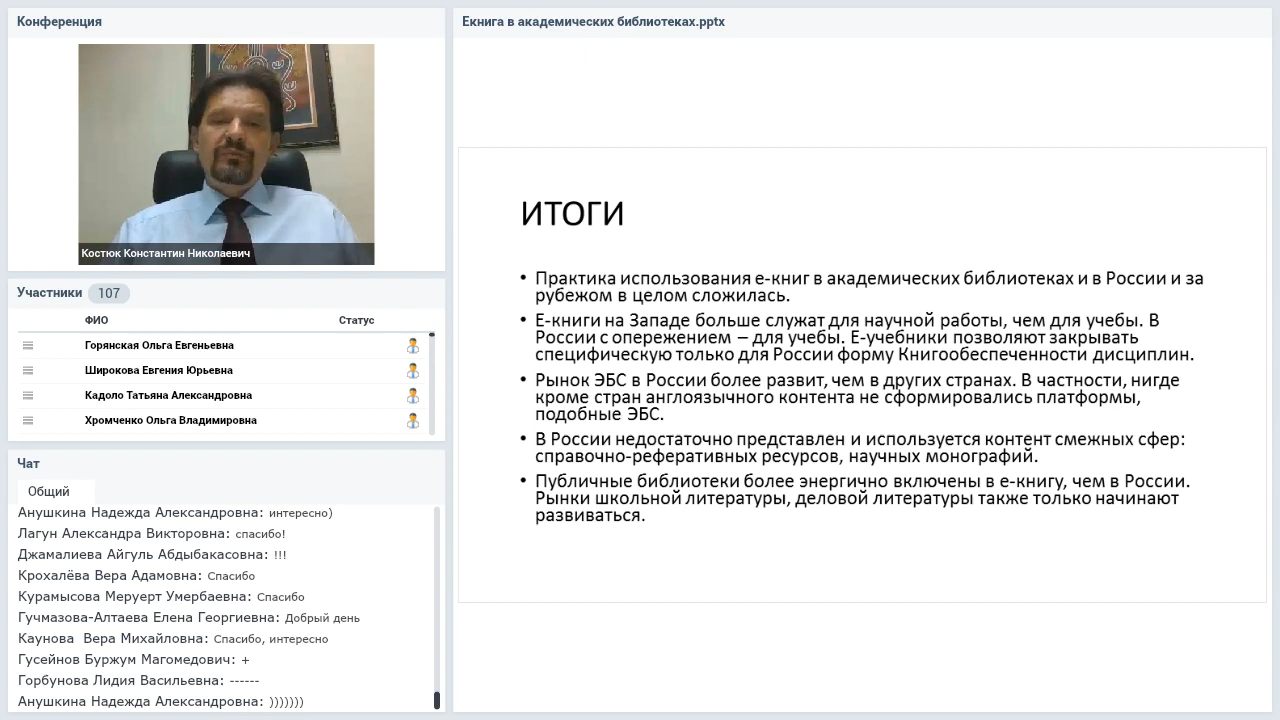 Конференция
Костюк Константин Николаевич
Участники 107
ФИО Статус
Горянская Ольга Евгеньевна
Широкова Евгения Юрьевна
Кадоло Татьяна Александровна
Хромченко Ольга Владимировна
Чат
Общий
Анушкина Надежда Александровна: интересно)
Лагун Александра Викторовна: спасибо!
Джамалиева Айгуль Абдыбакасовна: !!!
Крохалёва Вера Адамовна: Спасибо
Курамысова Меруерт Умербаевна: Спасибо
Гучмазова-Алтаева Елена Георгиевна: Добрый день
Каунова  Вера Михайловна: Спасибо, интересно
Гусейнов Буржум Магомедович: +
Горбунова Лидия Васильевна: ------
Анушкина Надежда Александровна: )))))))
Екнига в академических библиотеках.pptx
ИТОГИ
• Практика использования е-книг в академических библиотеках и в России и за
рубежом в целом сложилась.
• Е-книги на Западе больше служат для научной работы, чем для учебы. В
России с опережением – для учебы. Е-учебники позволяют закрывать
специфическую только для России форму Книгообеспеченности дисциплин.
• Рынок ЭБС в России более развит, чем в других странах. В частности, нигде
кроме стран англоязычного контента не сформировались платформы,
подобные ЭБС.
• В России недостаточно представлен и используется контент смежных сфер:
справочно-реферативных ресурсов, научных монографий.
• Публичные библиотеки более энергично включены в е-книгу, чем в России.
Рынки школьной литературы, деловой литературы также только начинают
развиваться.